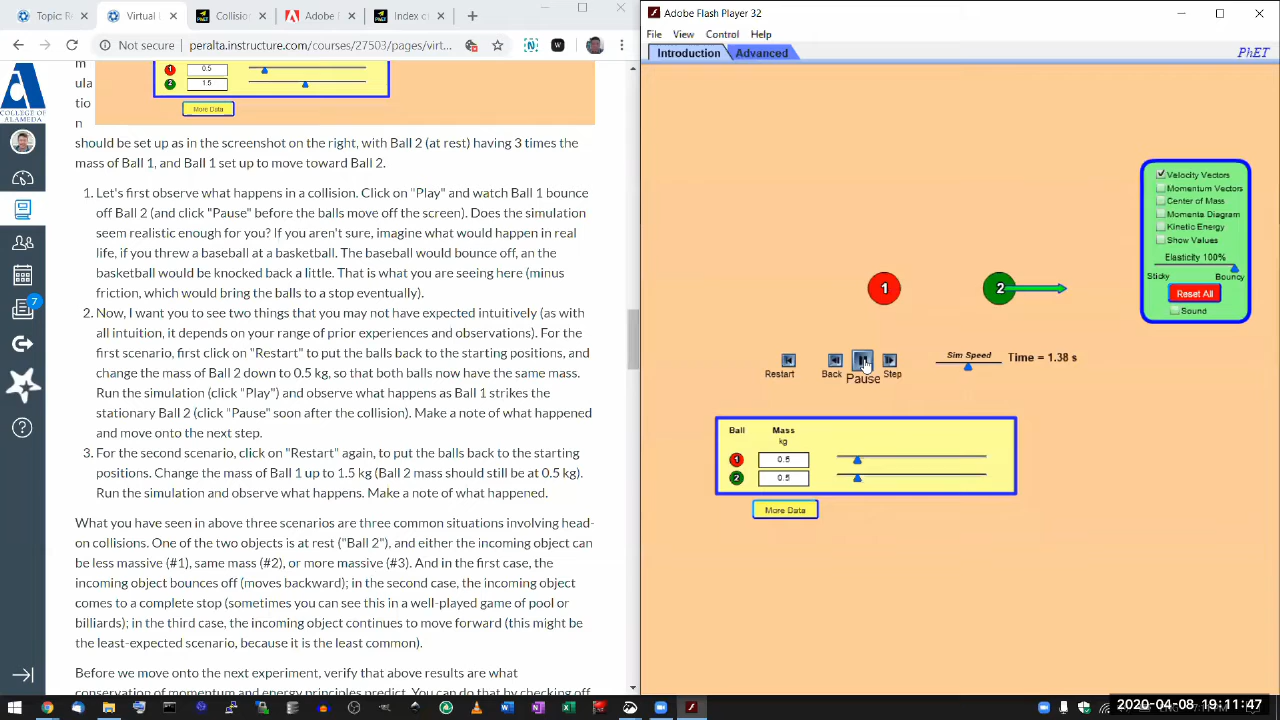 Topic: R
Virtual L
Collision
Adobe F
Index of
Not secure
peralta.instructure.com/courses/27503/pages/virt...
COLLEGE OF
ALAMEDA
7
m
ula
tio
n
1 0.5
2 1.5
More Data
should be set up as in the screenshot on the right, with Ball 2 (at rest) having 3 times the
mass of Ball 1, and Ball 1 set up to move toward Ball 2.
1. Let's first observe what happens in a collision. Click on "Play" and watch Ball 1 bounce
off Ball 2 (and click "Pause" before the balls move off the screen). Does the simulation
seem realistic enough for you? If you aren't sure, imagine what would happen in real
life, if you threw a baseball at a basketball. The baseball would bounce off, an the
basketball would be knocked back a little. That is what you are seeing here (minus
friction, which would bring the balls to a stop eventually).
2. Now, I want you to see two things that you may not have expected intuitively (as with
all intuition, it depends on your range of prior experiences and observations). For the
first scenario, first click on "Restart" to put the balls back to the starting positions, and
change the mass of Ball 2 down to 0.5 kg, so that both balls now have the same mass.
Run the simulation (click "Play") and observe what happens as Ball 1 strikes the
stationary Ball 2 (click "Pause" soon after the collision). Make a note of what happened
and move onto the next step.
3. For the second scenario, click on "Restart" again, to put the balls back to the starting
positions. Change the mass of Ball 1 up to 1.5 kg (Ball 2 mass should still be at 0.5 kg).
Run the simulation and observe what happens. Make a note of what happened.
What you have seen in above three scenarios are three common situations involving head-
on collisions. One of the two objects is at rest ("Ball 2"), and either the incoming object can
be less massive (#1), same mass (#2), or more massive (#3). And in the first case, the
incoming object bounces off (moves backward); in the second case, the incoming object
comes to a complete stop (sometimes you can see this in a well-played game of pool or
billiards); in the third case, the incoming object continues to move forward (this might be
the least-expected scenario, because it is the least common).
Before we move onto the next experiment, verify that above results are what
conservation of momentum and energy principles predict. You can do that by checking off
Adobe Flash Player 32
File View Control Help
Introduction Advanced
PhET
Velocity Vectors
Momentum Vectors
Center of Mass
Momenta Diagram
Kinetic Energy
Show Values
Elasticity 100%
Sticky Bouncy
Reset All
Sound
1 2
Restart Back Pause Step
Sim Speed
Time = 1.38 s
Ball Mass
kg
1 0.5
2 0.5
More Data
2020-04-08 19:11:47